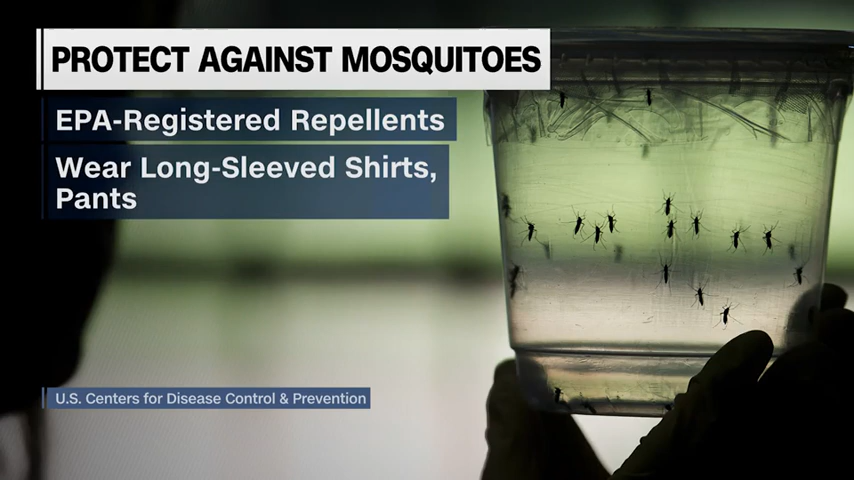 PROTECT AGAINST MOSQUITOES
EPA-Registered Repellents
Wear Long-Sleeved Shirts,
Pants
U.S. Centers for Disease Control & Prevention